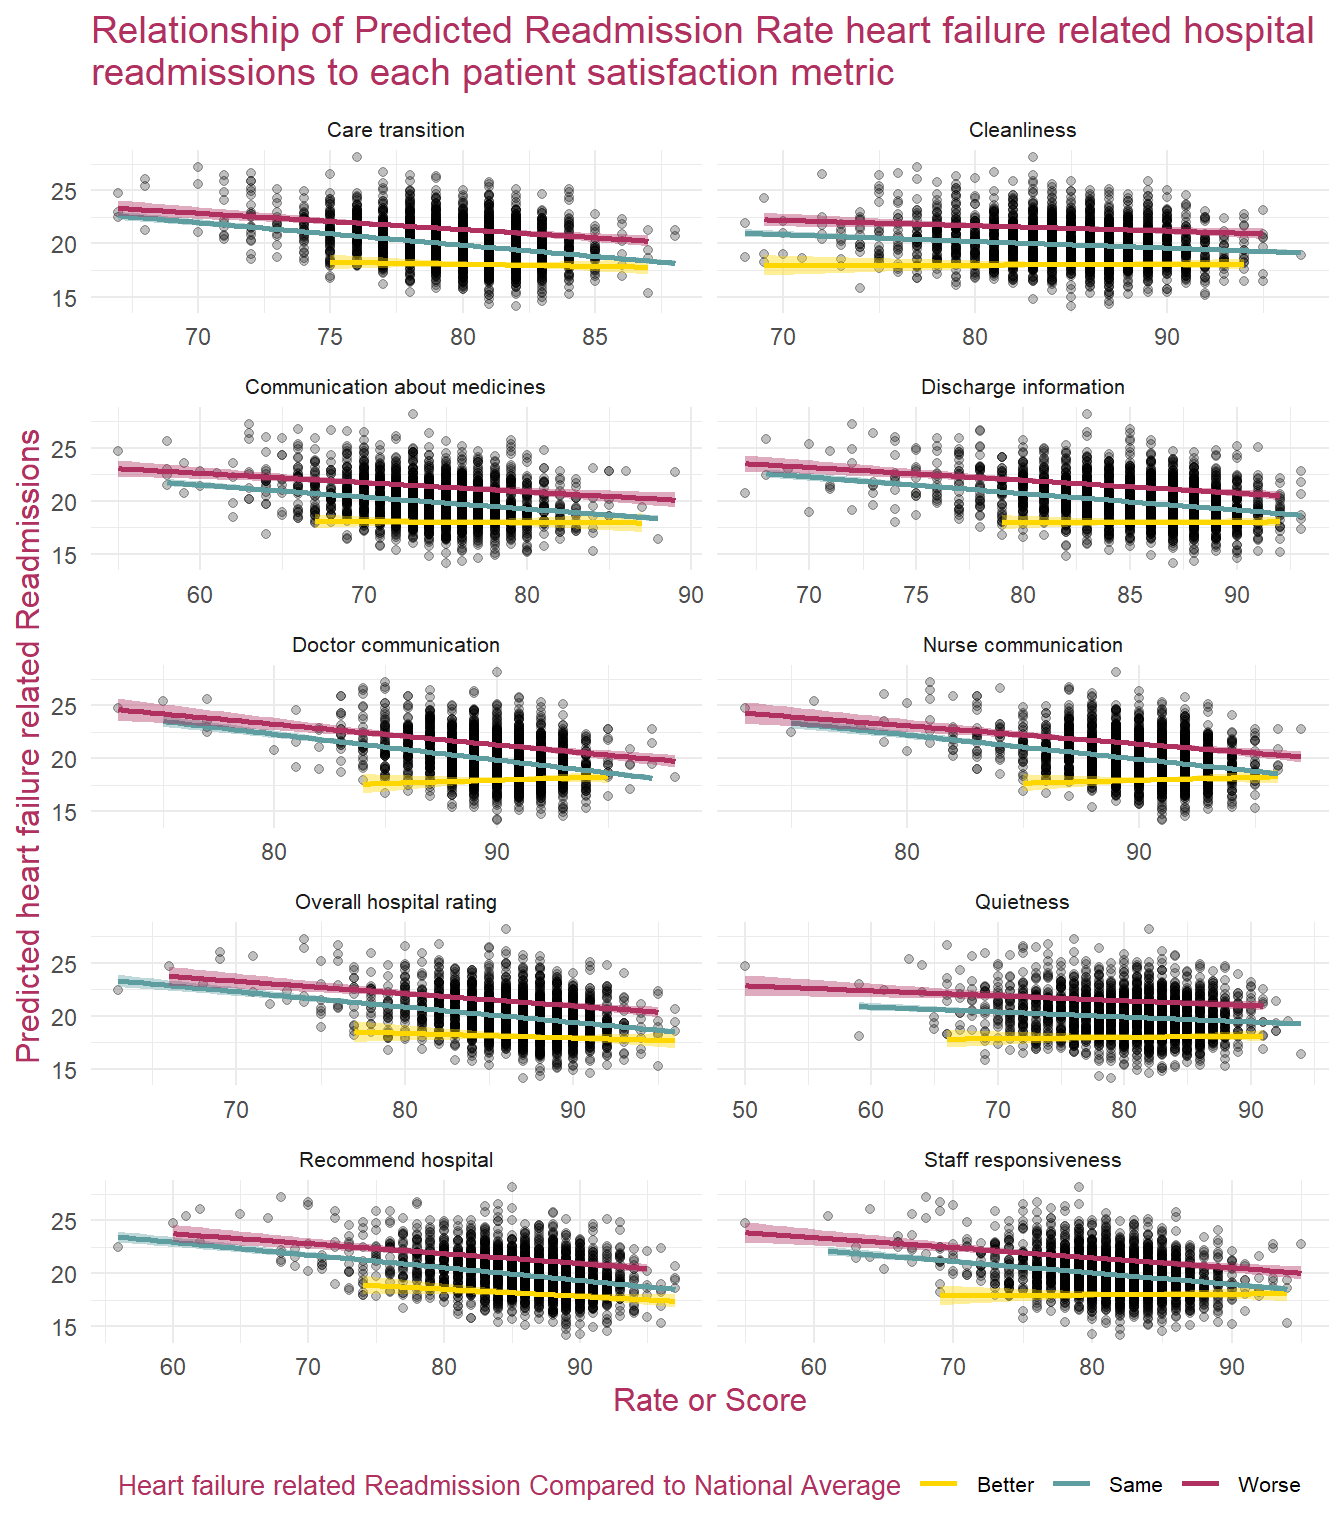 Relationship of Predicted Readmission Rate heart failure related hospital
readmissions to each patient satisfaction metric
Predicted heart failure related Readmissions
Care transition
25
20
15
70 75 80 85
Cleanliness
70 80 90
Communication about medicines
25
20
15
60 70 80 90
Discharge information
70 75 80 85 90
Doctor communication
25
20
15
80 90
Nurse communication
80 90
Overall hospital rating
25
20
15
70 80 90
Quietness
50 60 70 80 90
Recommend hospital
25
20
15
60 70 80 90
Staff responsiveness
60 70 80 90
Rate or Score
Heart failure related Readmission Compared to National Average Better Same Worse